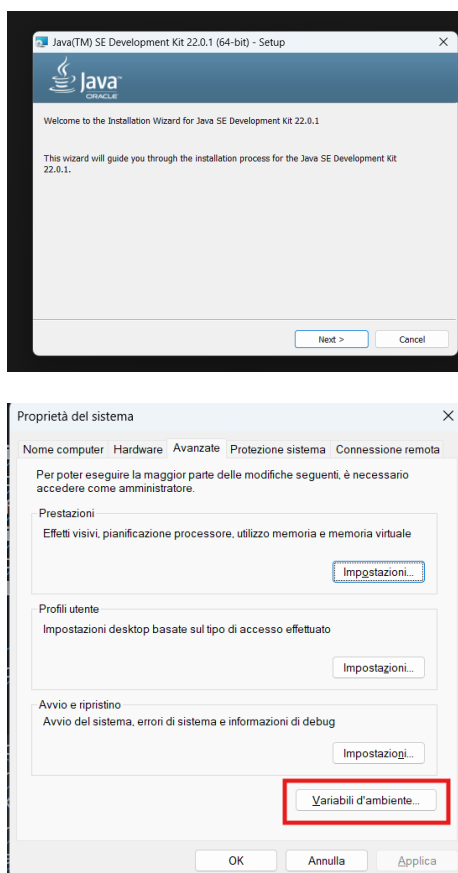 Java(TM) SE Development Kit 22.0.1 (64-bit) - Setup
Java™
ORACLE
Welcome to the Installation Wizard for Java SE Development Kit 22.0.1
This wizard will guide you through the installation process for the Java SE Development Kit
22.0.1.
Next >
Cancel
Proprietà del sistema
Nome computer Hardware Avanzate Protezione sistema Connessione remota
Per poter eseguire la maggior parte delle modifiche seguenti, è necessario
accedere come amministratore.
Prestazioni
Effetti visivi, pianificazione processore, utilizzo memoria e memoria virtuale
Impostazioni...
Profili utente
Impostazioni desktop basate sul tipo di accesso effettuato
Impostazioni...
Avvio e ripristino
Avvio del sistema, errori di sistema e informazioni di debug
Impostazioni...
Variabili d'ambiente...
OK Annulla Applica